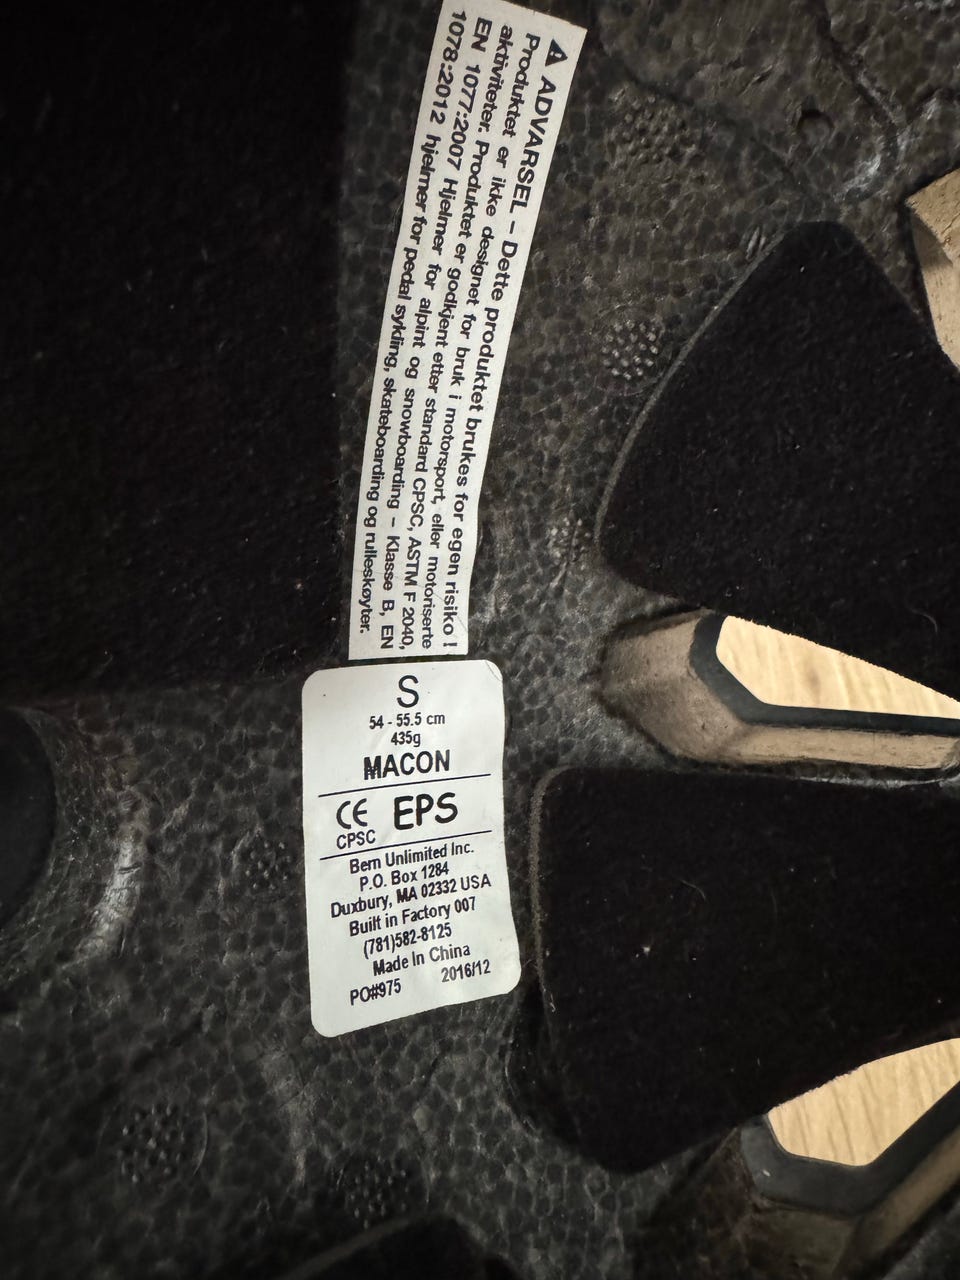 ⚠ ADVARSEL – Dette produktet brukes for egen risiko !
Produktet er ikke designet for bruk i motorsport, eller motoriserte
aktiviteter. Produktet er godkjent etter standard CPSC, ASTM F 2040,
EN 1077:2007 Hjelmer for alpint og snowboarding – Klasse B, EN
1078:2012 hjelmer for pedal sykling, skateboarding og rulleskøyter.
S
54 - 55.5 cm
435g
MACON
CE EPS
CPSC
Bern Unlimited Inc.
P.O. Box 1284
Duxbury, MA 02332 USA
Built in Factory 007
(781)582-8125
Made In China
PO#975 2016/12